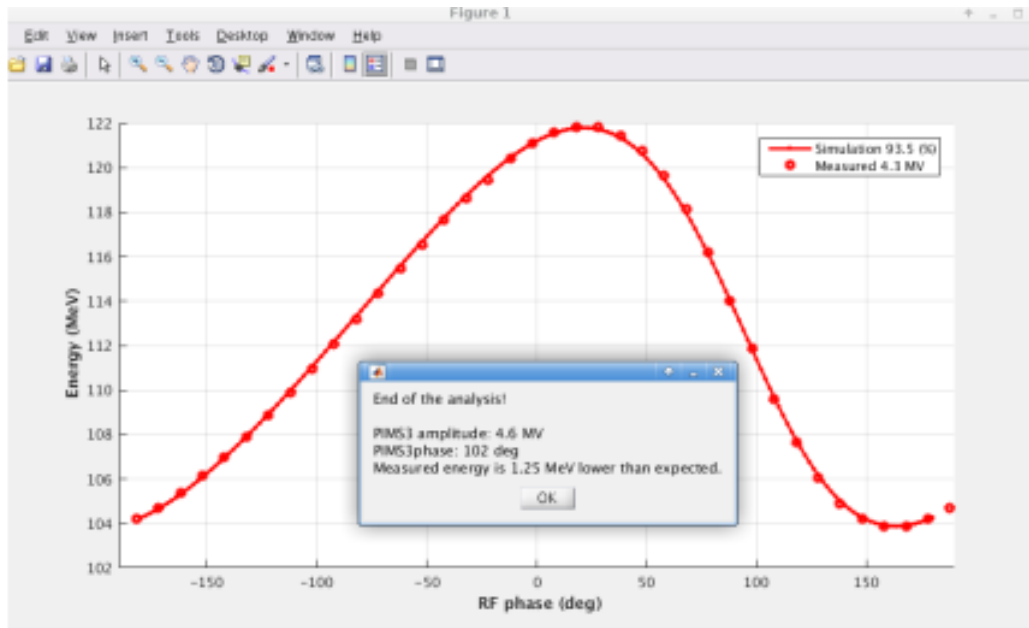 Figure 1
Edit View Insert Tools Desktop Window Help
122
120
118
116
114
112
110
108
106
104
102
Energy (MeV)
Simulation 93.5 (%)
Measured 4.3 MV
End of the analysis!
PIMS3 amplitude: 4.6 MV
PIMS3phase: 102 deg
Measured energy is 1.25 MeV lower than expected.
OK
-150 -100 -50 0 50 100 150
RF phase (deg)